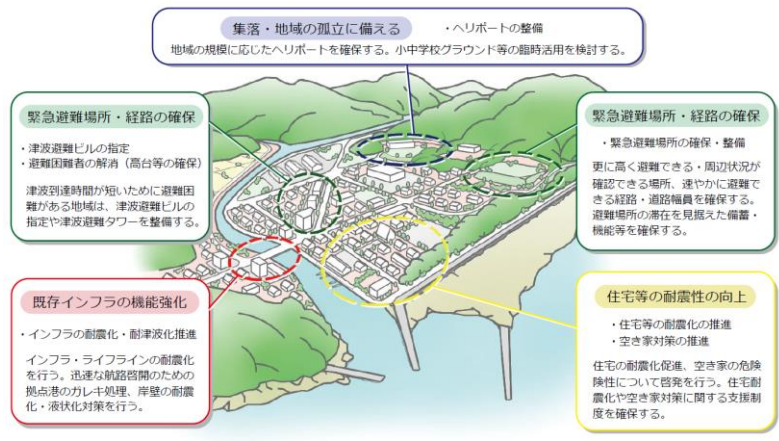 集落・地域の孤立に備える
・ヘリポートの整備
地域の規模に応じたヘリポートを確保する。小中学校グラウンド等の臨時活用を検討する。
緊急避難場所・経路の確保
・津波避難ビルの指定
・避難困難者の解消（高台等の確保）
津波到達時間が短いために避難困
難がある地域は、津波避難ビルの
指定や津波避難タワーを整備する。
緊急避難場所・経路の確保
・緊急避難場所の確保・整備
更に高く避難できる・周辺状況が
確認できる場所、速やかに避難で
きる経路・道路幅員を確保する。
避難場所の滞在を見据えた備蓄・
機能等を確保する。
既存インフラの機能強化
・インフラの耐震化・耐津波化推進
インフラ・ライフラインの耐震化
を行う。迅速な航路啓開のための
拠点港のガレキ処理、岸壁の耐震
化・液状化対策を行う。
住宅等の耐震性の向上
・住宅等の耐震化の推進
・空き家対策の推進
住宅の耐震化促進、空き家の危険
険性について啓発を行う。住宅耐
震化や空き家対策に関する支援制
度を確保する。